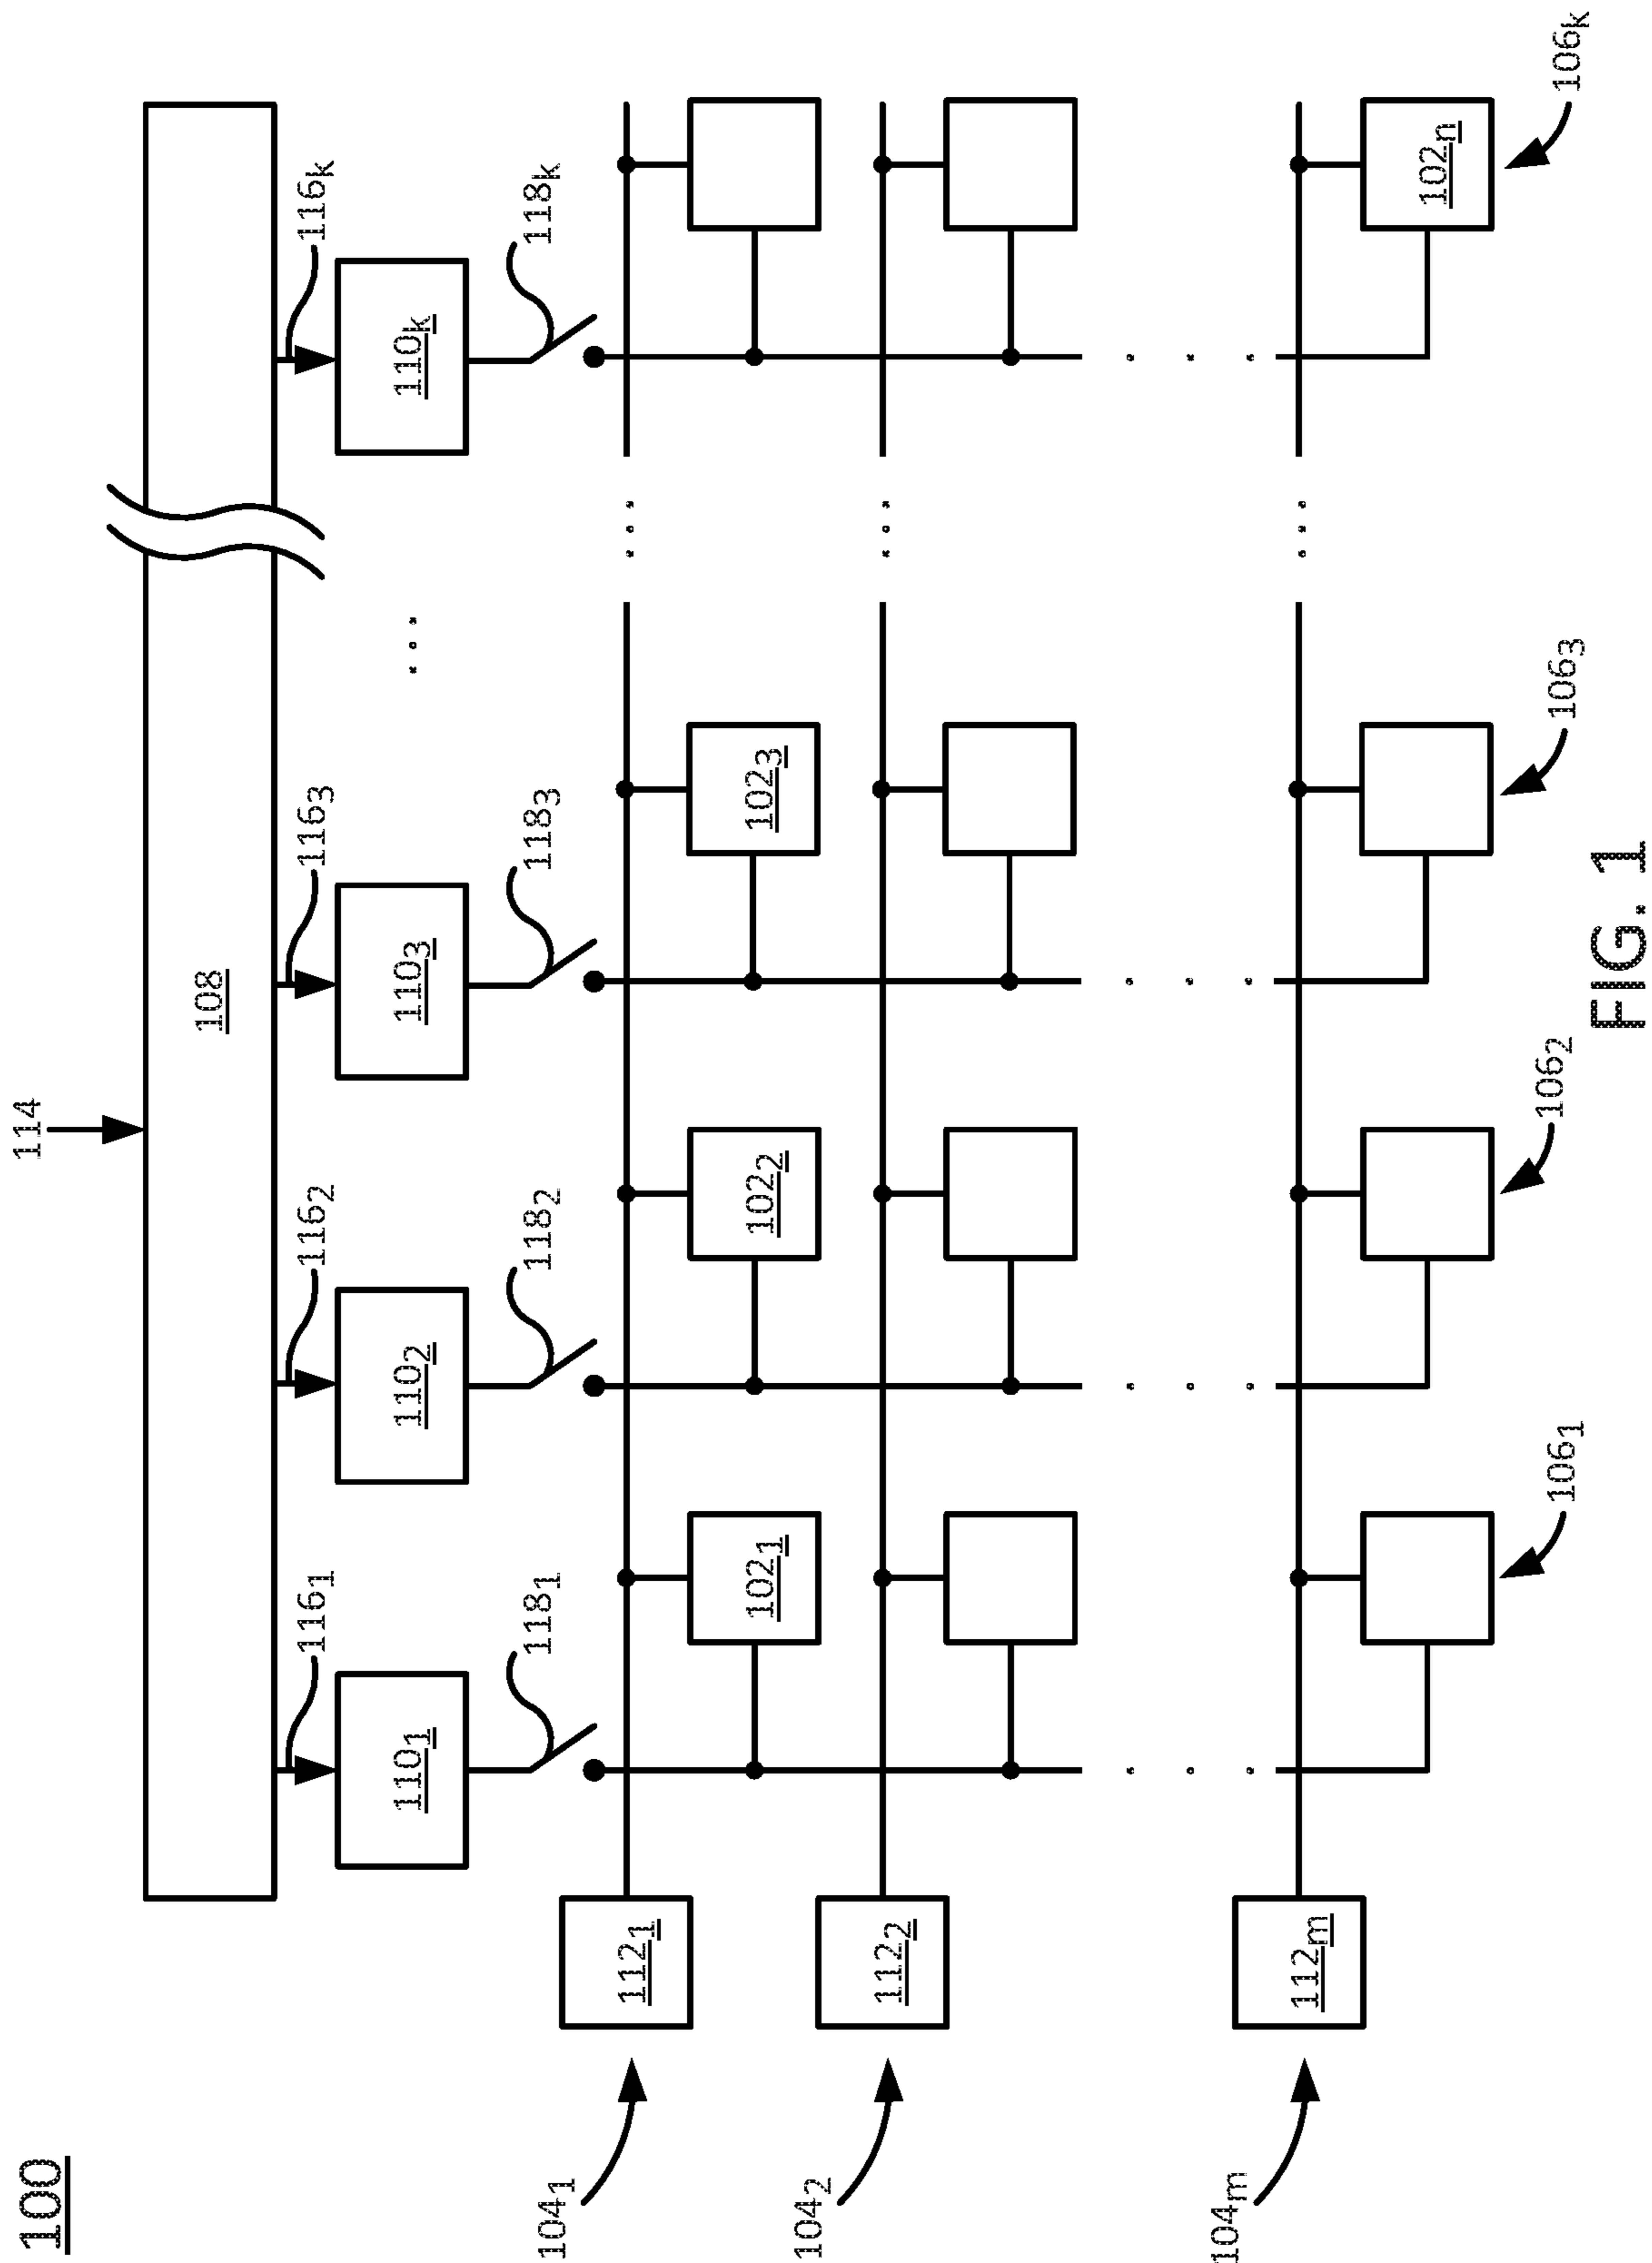 100
114
108
116₁ 116₂ 116₃ 116ₖ
110₁ 110₂ 110₃ 110ₖ
118₁ 118₂ 118₃ 118ₖ
104₁ 112₁
102₁ 102₂ 102₃
104₂ 112₂
104ₘ 112ₘ
102ₙ
106₁ 106₂ 106₃ 106ₖ
FIG. 1